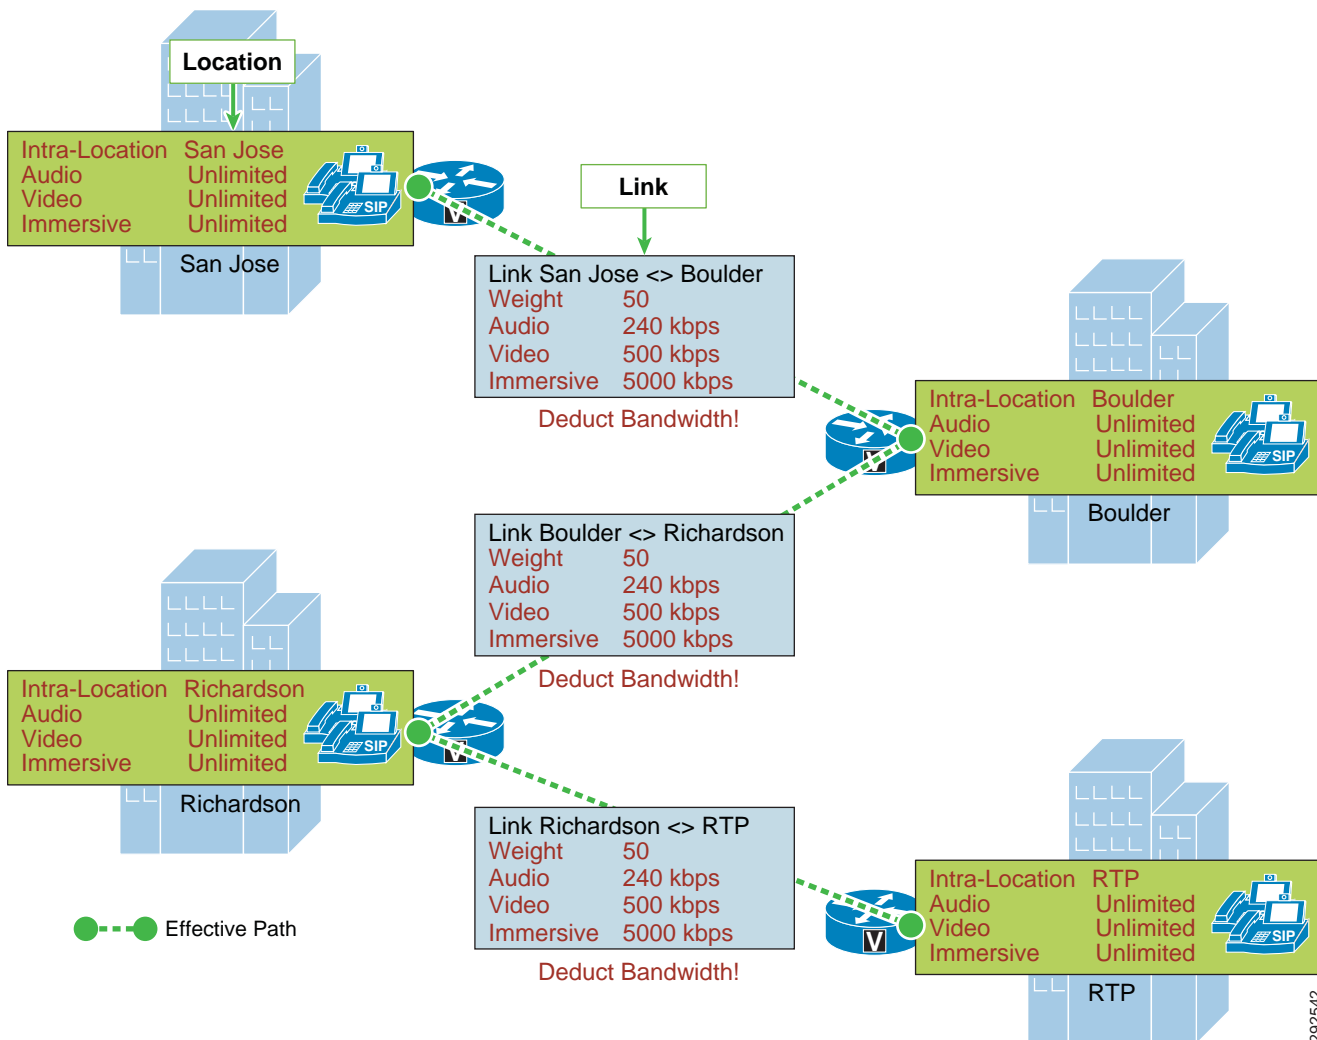 Location
Intra-Location San Jose
Audio Unlimited
Video Unlimited
Immersive Unlimited
SIP
V
San Jose
Link
Link San Jose <> Boulder
Weight 50
Audio 240 kbps
Video 500 kbps
Immersive 5000 kbps
Deduct Bandwidth!
Intra-Location Boulder
Audio Unlimited
Video Unlimited
Immersive Unlimited
SIP
V
Boulder
Link Boulder <> Richardson
Weight 50
Audio 240 kbps
Video 500 kbps
Immersive 5000 kbps
Deduct Bandwidth!
Intra-Location Richardson
Audio Unlimited
Video Unlimited
Immersive Unlimited
SIP
V
Richardson
Link Richardson <> RTP
Weight 50
Audio 240 kbps
Video 500 kbps
Immersive 5000 kbps
Deduct Bandwidth!
Intra-Location RTP
Audio Unlimited
Video Unlimited
Immersive Unlimited
SIP
V
RTP
Effective Path
292542